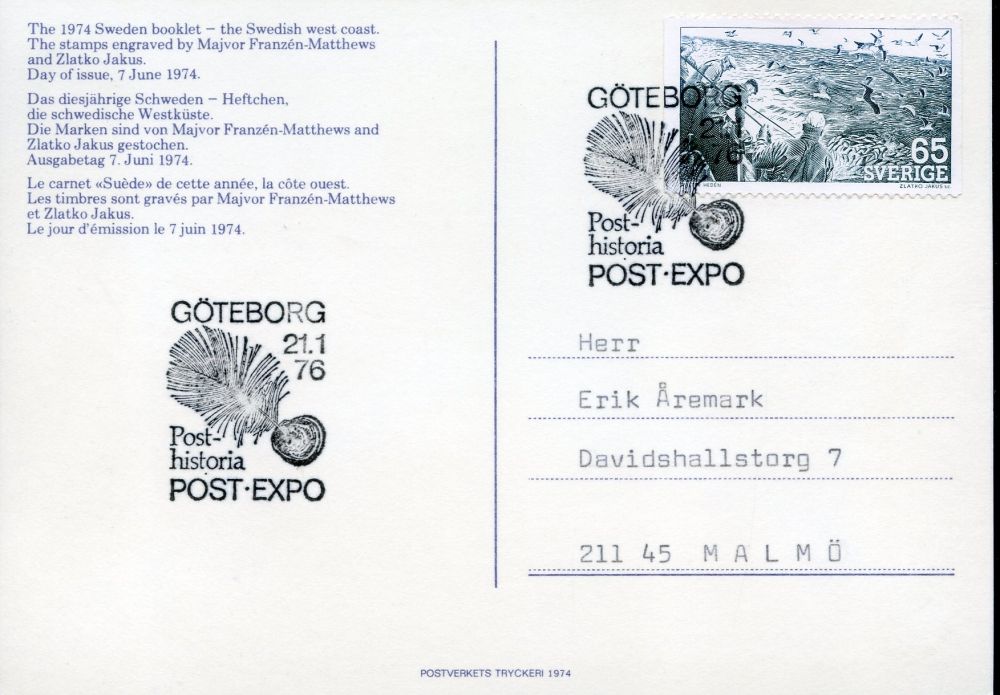 The 1974 Sweden booklet – the Swedish west coast.
The stamps engraved by Majvor Franzén-Matthews
and Zlatko Jakus.
Day of issue, 7 June 1974.
Das diesjährige Schweden – Heftchen,
die schwedische Westküste.
Die Marken sind von Majvor Franzén-Matthews and
Zlatko Jakus gestochen.
Ausgabetag 7. Juni 1974.
Le carnet «Suède» de cette année, la côte ouest.
Les timbres sont gravés par Majvor Franzén-Matthews
et Zlatko Jakus.
Le jour d'émission le 7 juin 1974.
GÖTEBORG
21.1
76
Post-
historia
POST·EXPO
65
SVERIGE
HEDÉN
ZLATKO JAKUS sc.
GÖTEBORG
21.1
76
Post-
historia
POST·EXPO
Herr
Erik Åremark
Davidshallstorg 7
211 45 M A L M Ö
POSTVERKETS TRYCKERI 1974